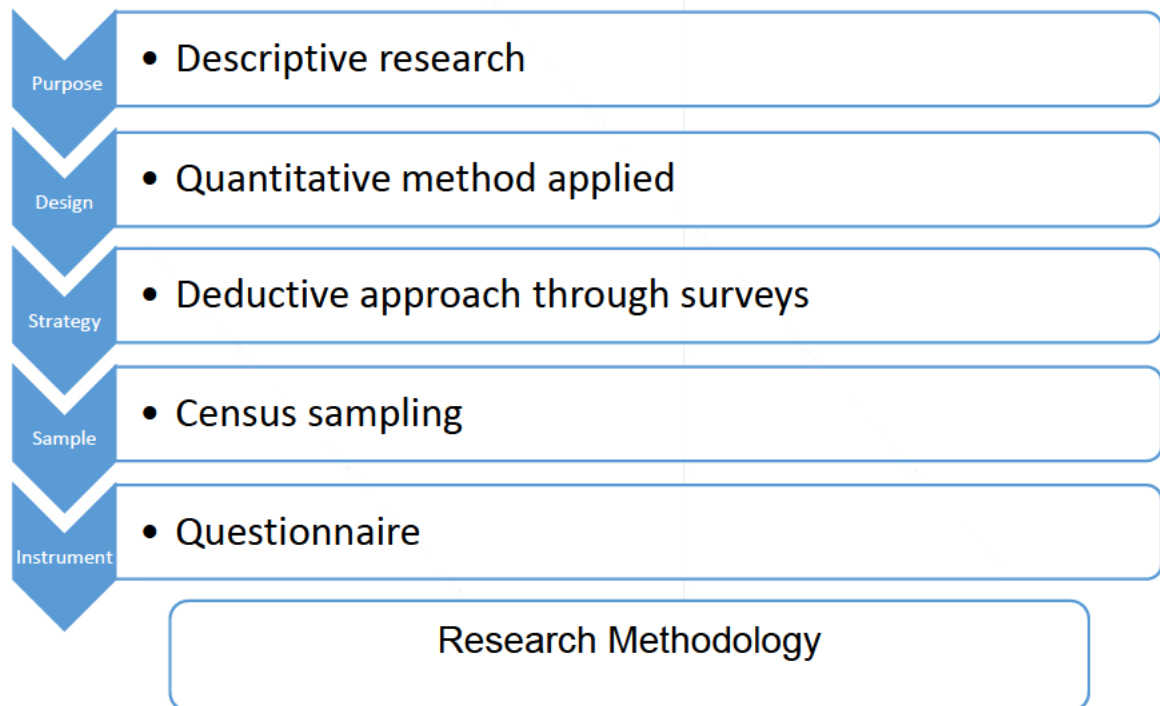 Purpose
• Descriptive research
Design
• Quantitative method applied
Strategy
• Deductive approach through surveys
Sample
• Census sampling
Instrument
• Questionnaire
Research Methodology